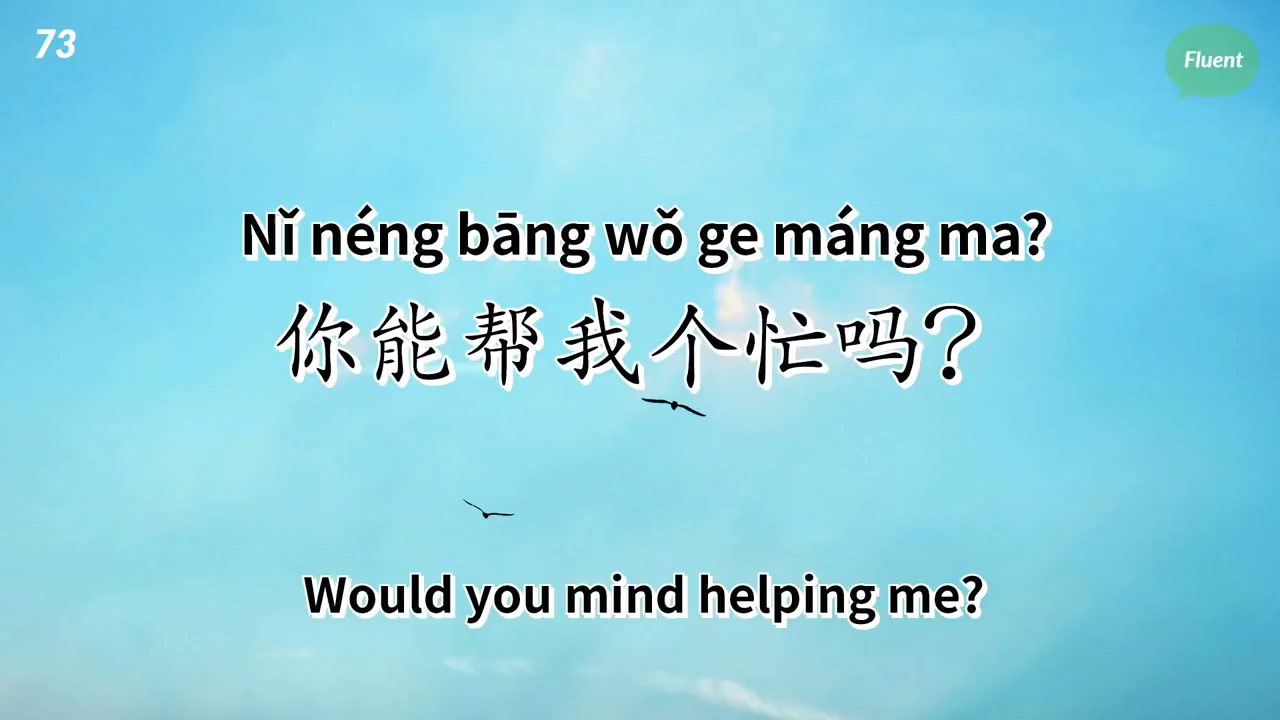 73
Fluent
Nǐ néng bāng wǒ ge máng ma?
你能帮我个忙吗?
Would you mind helping me?